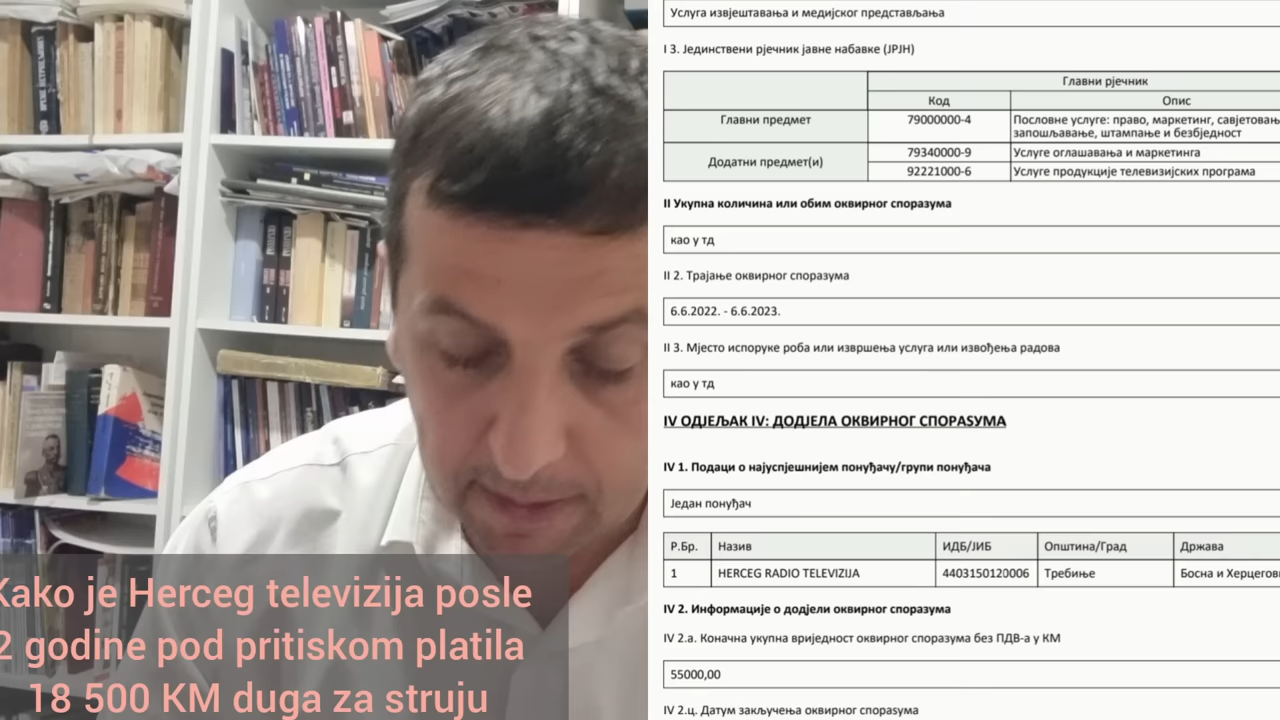 Kako je Herceg televizija posle
2 godine pod pritiskom platila
18 500 KM duga za struju
Услуга извјештавања и медијског представљања
I 3. Јединствени рјечник јавне набавке (ЈРЈН)
Главни рјечник
Код Опис
Главни предмет 79000000-4 Пословне услуге: право, маркетинг,
запошљавање, штампање и безбједност
Додатни предмет(и) 79340000-9 Услуге оглашавања и маркетинга
92221000-6 Услуге продукције телевизијских програма
II Укупна количина или обим оквирног споразума
као у тд
II 2. Трајање оквирног споразума
6.6.2022. - 6.6.2023.
II 3. Мјесто испоруке роба или извршења услуга или извођења радова
као у тд
IV ОДЈЕЉАК IV: ДОДЈЕЛА ОКВИРНОГ СПОРАЗУМА
IV 1. Подаци о најуспјешнијем понуђачу/групи понуђача
Један понуђач
Р.Бр. Назив ИДБ/ЈИБ Општина/Град Држава
1 HERCEG RADIO TELEVIZIJA 4403150120006 Требиње Босна и
IV 2. Информације о додјели оквирног споразума
IV 2.а. Коначна укупна вриједност оквирног споразума без ПДВ-а у КМ
55000,00
IV 2.ц. Датум закључења оквирног споразума